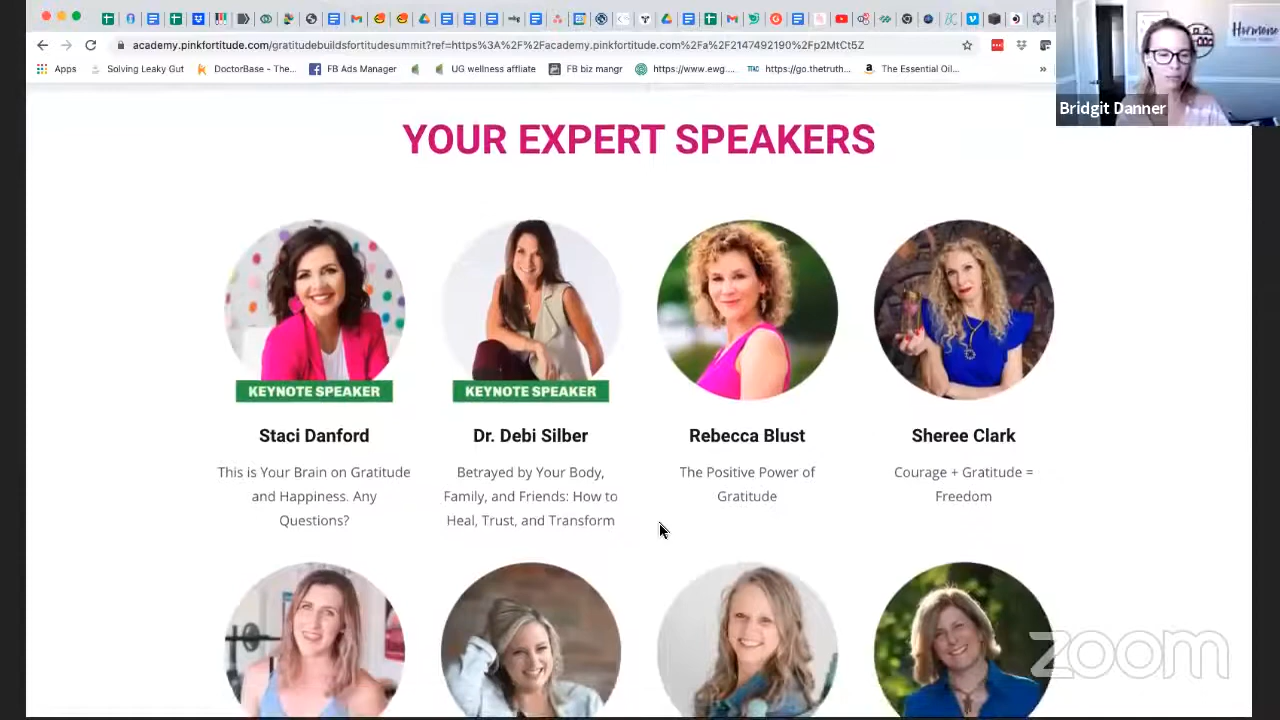 academy.pinkfortitude.com/gratitudebuildsfortitudesummit?ref=https%3A%2F%2Facademy.pinkfortitude.com%2Fa%2F2147492190%2Fp2MtCt5Z
Apps Solving Leaky Gut DoctorBase - The... FB Ads Manager UG wellness affliate FB biz mangr https://www.ewg.... https://go.thetruth... The Essential Oil... »
Hormone
Bridgit Danner
YOUR EXPERT SPEAKERS
KEYNOTE SPEAKER KEYNOTE SPEAKER
Staci Danford Dr. Debi Silber Rebecca Blust Sheree Clark
This is Your Brain on Gratitude Betrayed by Your Body, The Positive Power of Courage + Gratitude =
and Happiness. Any Family, and Friends: How to Gratitude Freedom
Questions? Heal, Trust, and Transform
zoom